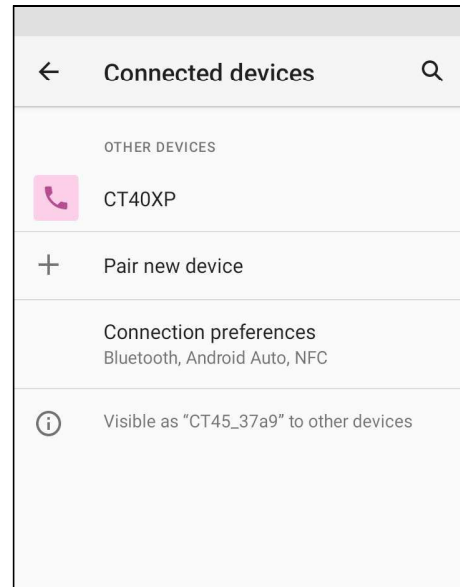 Connected devices
OTHER DEVICES
CT40XP
Pair new device
Connection preferences
Bluetooth, Android Auto, NFC
Visible as “CT45_37a9” to other devices